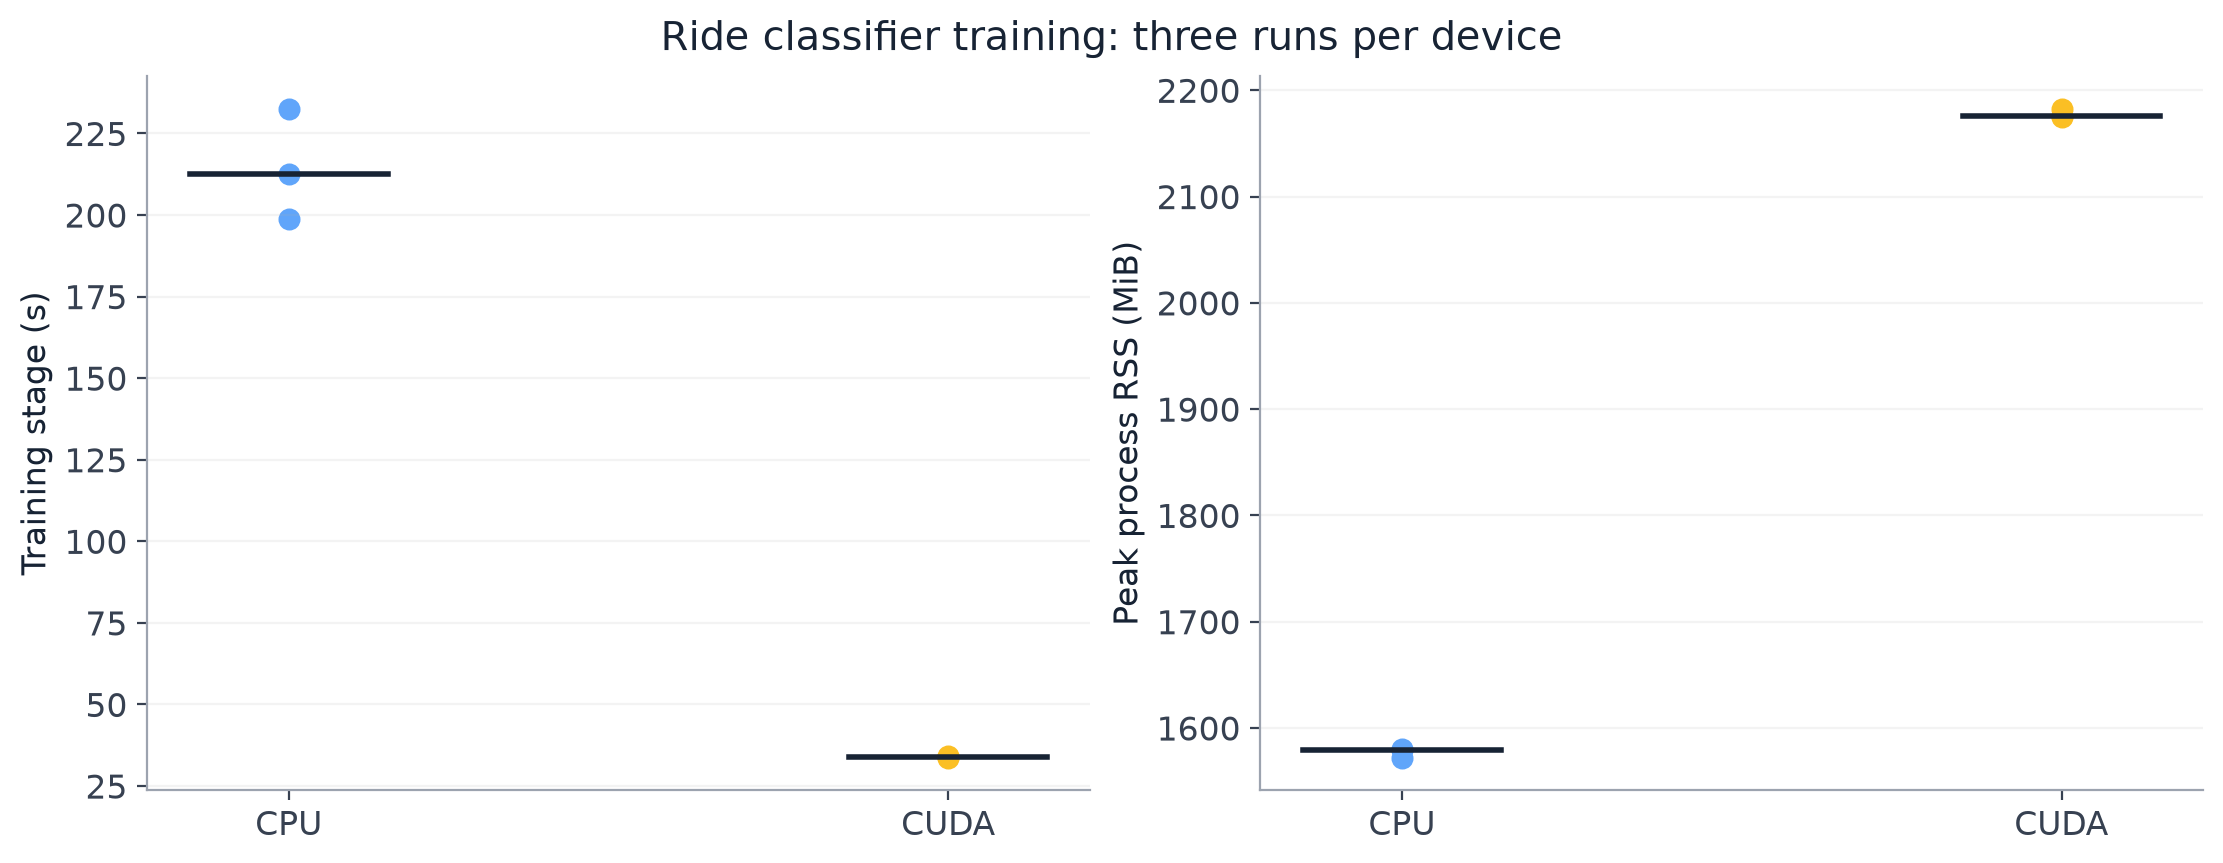 Ride classifier training: three runs per device
Training stage (s)
225
200
175
150
125
100
75
50
25
CPU
CUDA
Peak process RSS (MiB)
2200
2100
2000
1900
1800
1700
1600
CPU
CUDA